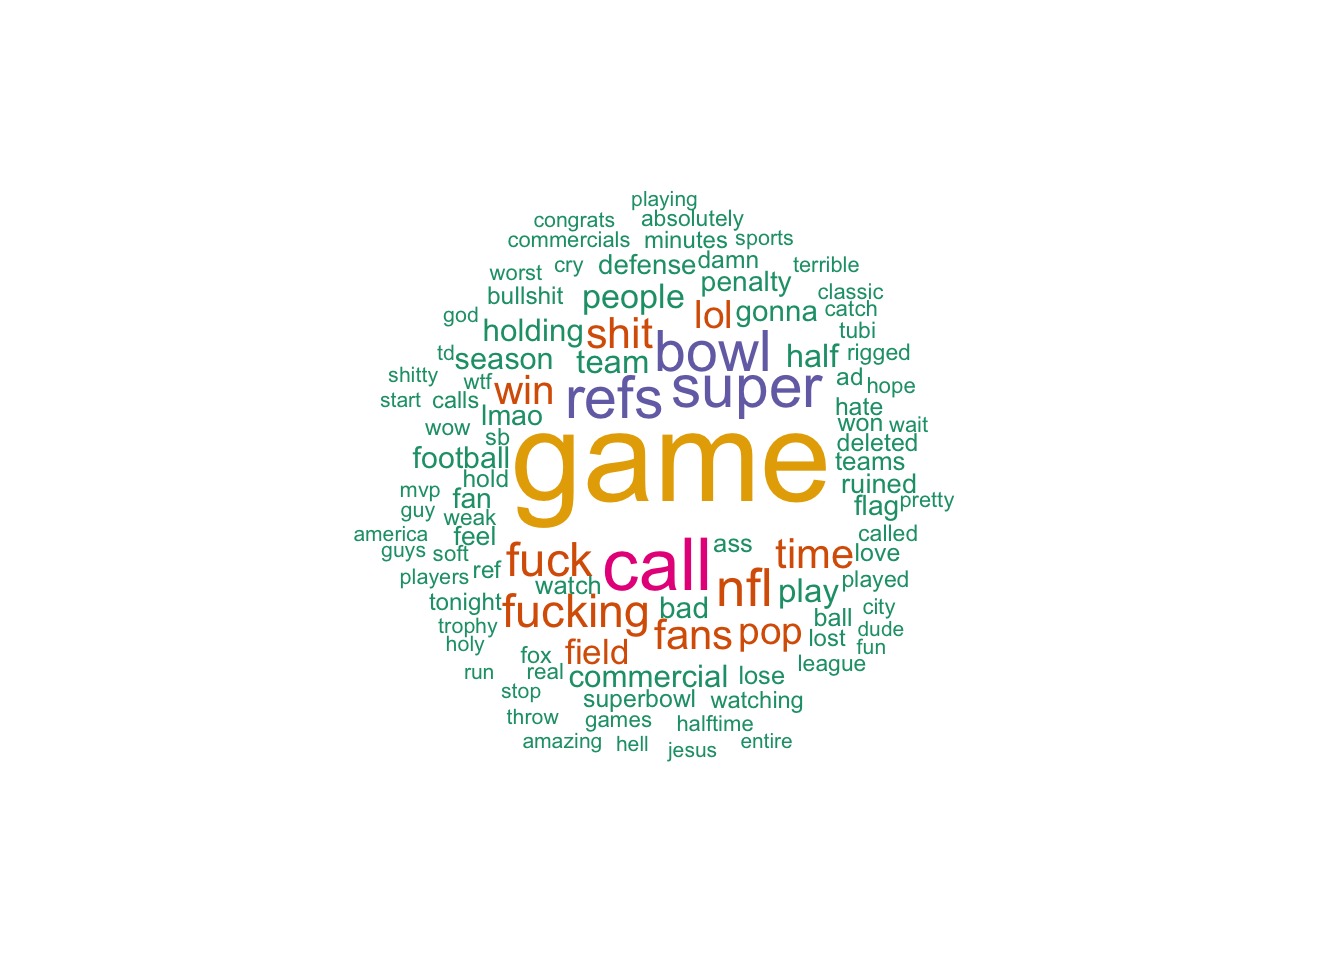 playing
congrats absolutely
commercials minutes sports
worst cry defense damn terrible
bullshit people penalty classic
god holding shit lol gonna catch
tubi
td season team bowl half rigged
shitty wtf win refs super ad hope
start calls lmao hate
wow sb won wait
football game deleted
hold teams
mvp fan ruined
guy weak flag pretty
america feel called
guys soft fuck call ass time love
players ref watch nfl play played
tonight fucking bad ball city
trophy fans pop lost dude
holy fox field fun
run real commercial lose league
stop superbowl watching
throw games halftime
amazing hell jesus entire